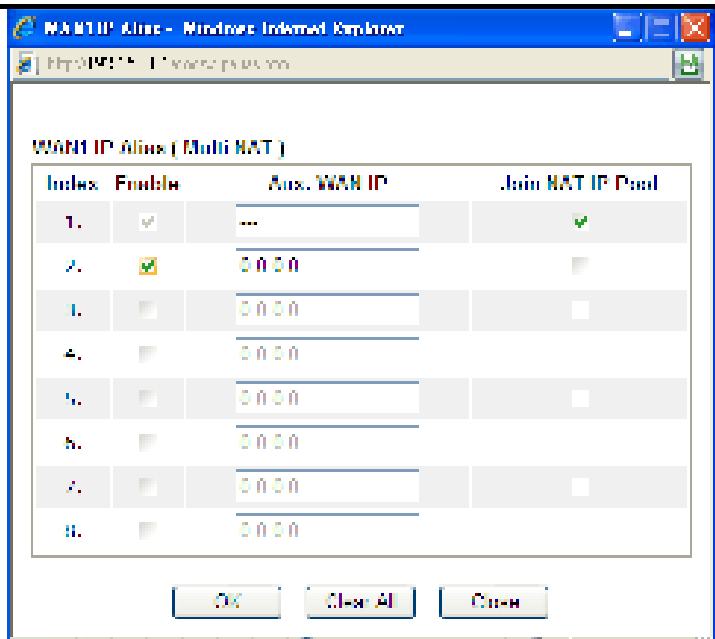 WAN1 IP Alias - Windows Internet Explorer
WAN1 IP Alias ( Multi NAT )
Index Enable Aux. WAN IP Join NAT IP Pool
1. ---
2. 0.0.0.0
3. 0.0.0.0
4. 0.0.0.0
5. 0.0.0.0
6. 0.0.0.0
7. 0.0.0.0
8. 0.0.0.0
OK Clear All Close